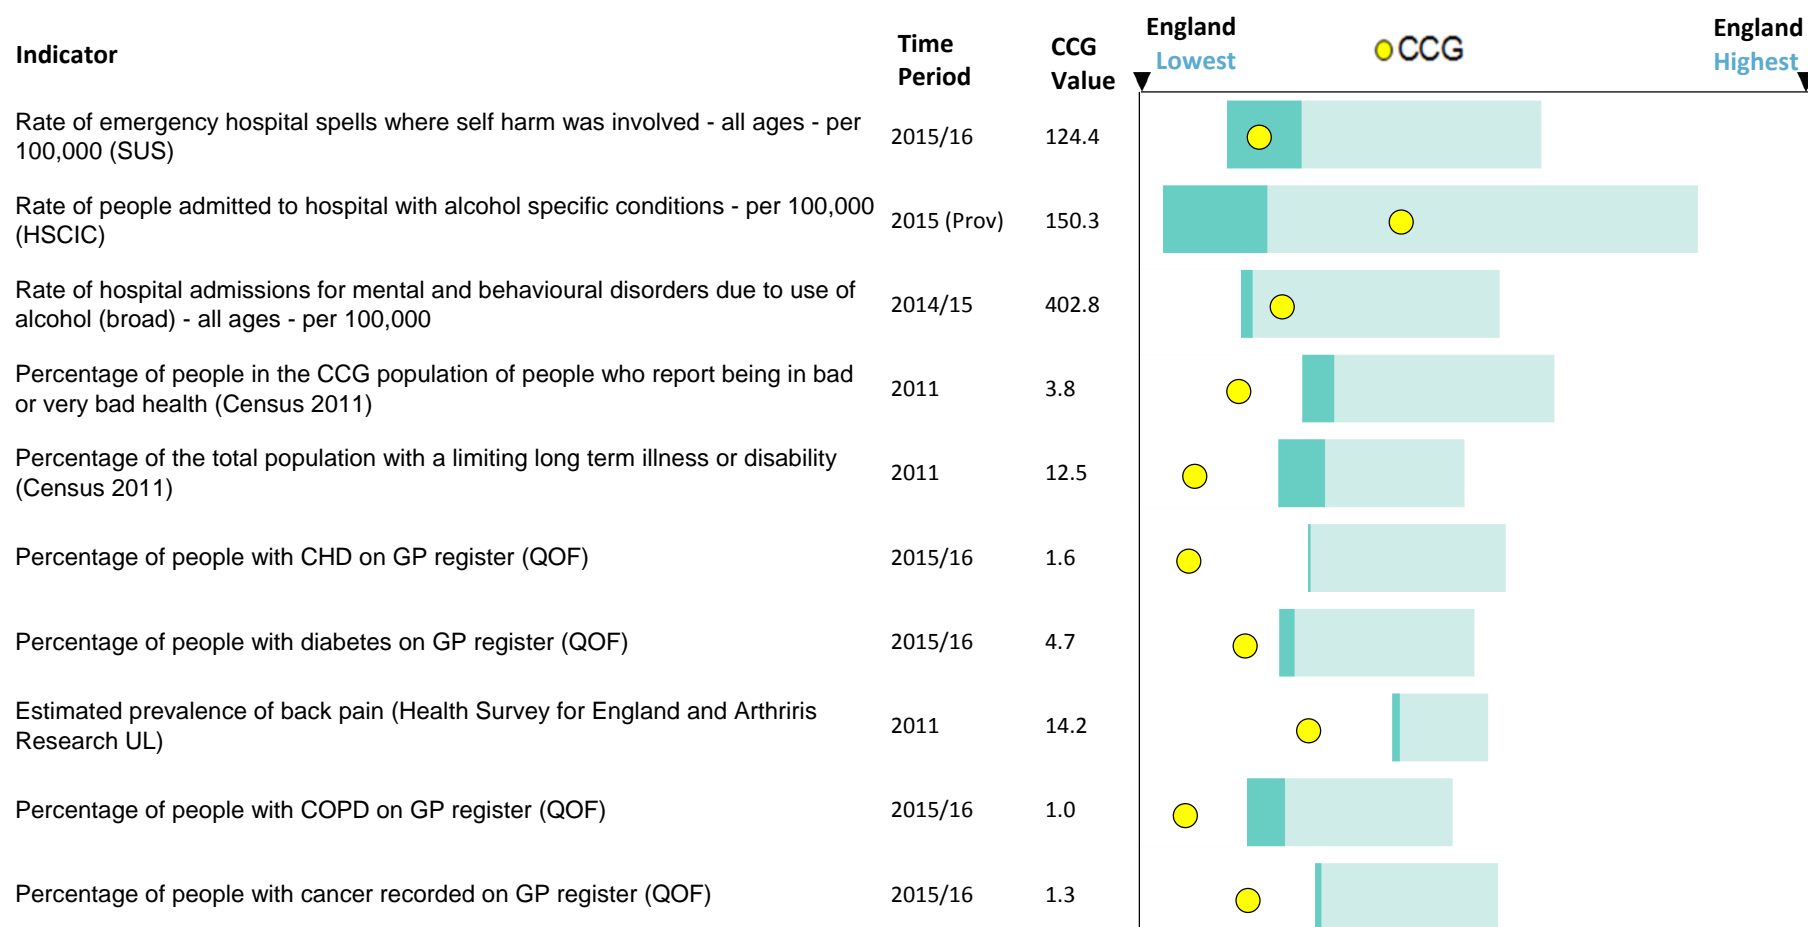 Indicator
Time
Period
CCG
Value
England
Lowest
CCG
England
Highest
Rate of emergency hospital spells where self harm was involved - all ages - per
100,000 (SUS)
2015/16
124.4
Rate of people admitted to hospital with alcohol specific conditions - per 100,000
(HSCIC)
2015 (Prov)
150.3
Rate of hospital admissions for mental and behavioural disorders due to use of
alcohol (broad) - all ages - per 100,000
2014/15
402.8
Percentage of people in the CCG population of people who report being in bad
or very bad health (Census 2011)
2011
3.8
Percentage of the total population with a limiting long term illness or disability
(Census 2011)
2011
12.5
Percentage of people with CHD on GP register (QOF)
2015/16
1.6
Percentage of people with diabetes on GP register (QOF)
2015/16
4.7
Estimated prevalence of back pain (Health Survey for England and Arthriris
Research UL)
2011
14.2
Percentage of people with COPD on GP register (QOF)
2015/16
1.0
Percentage of people with cancer recorded on GP register (QOF)
2015/16
1.3